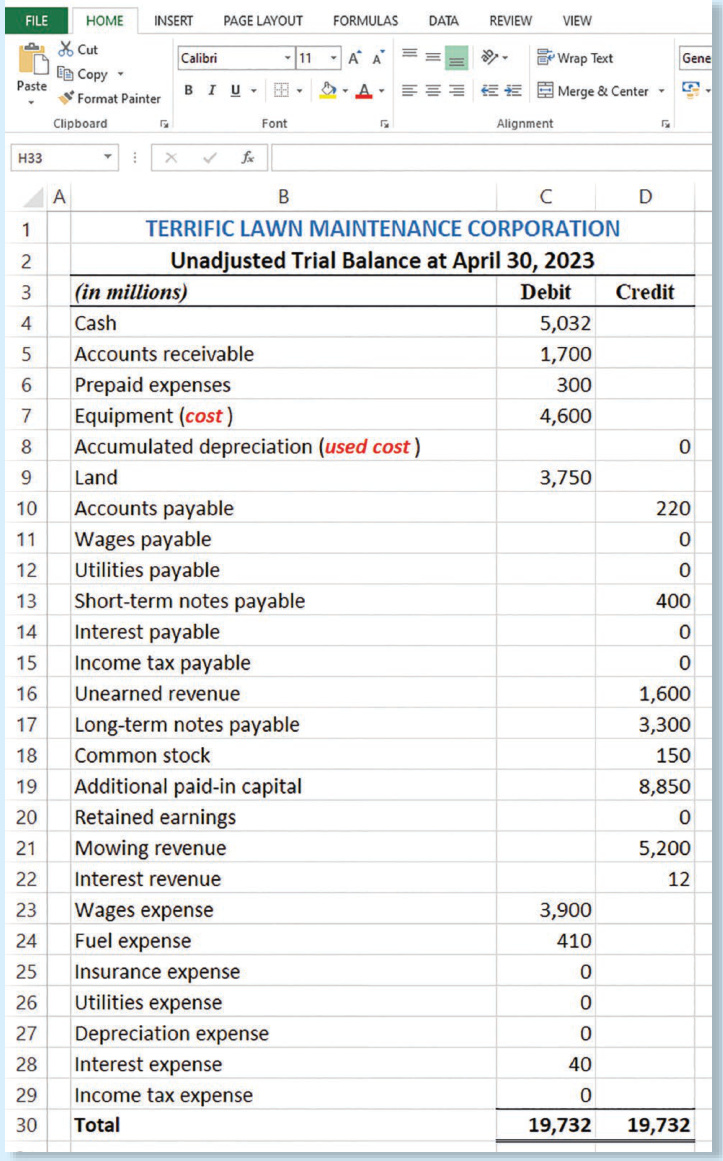 FILE HOME INSERT PAGE LAYOUT FORMULAS DATA REVIEW VIEW
Cut
Calibri 11 A A Wrap Text Gene
Copy
Paste
Format Painter B I U A Merge & Center
Clipboard Font Alignment
H33 fx
A B C D
1 TERRIFIC LAWN MAINTENANCE CORPORATION
2 Unadjusted Trial Balance at April 30, 2023
3 (in millions) Debit Credit
4 Cash 5,032
5 Accounts receivable 1,700
6 Prepaid expenses 300
7 Equipment (cost) 4,600
8 Accumulated depreciation (used cost) 0
9 Land 3,750
10 Accounts payable 220
11 Wages payable 0
12 Utilities payable 0
13 Short-term notes payable 400
14 Interest payable 0
15 Income tax payable 0
16 Unearned revenue 1,600
17 Long-term notes payable 3,300
18 Common stock 150
19 Additional paid-in capital 8,850
20 Retained earnings 0
21 Mowing revenue 5,200
22 Interest revenue 12
23 Wages expense 3,900
24 Fuel expense 410
25 Insurance expense 0
26 Utilities expense 0
27 Depreciation expense 0
28 Interest expense 40
29 Income tax expense 0
30 Total 19,732 19,732